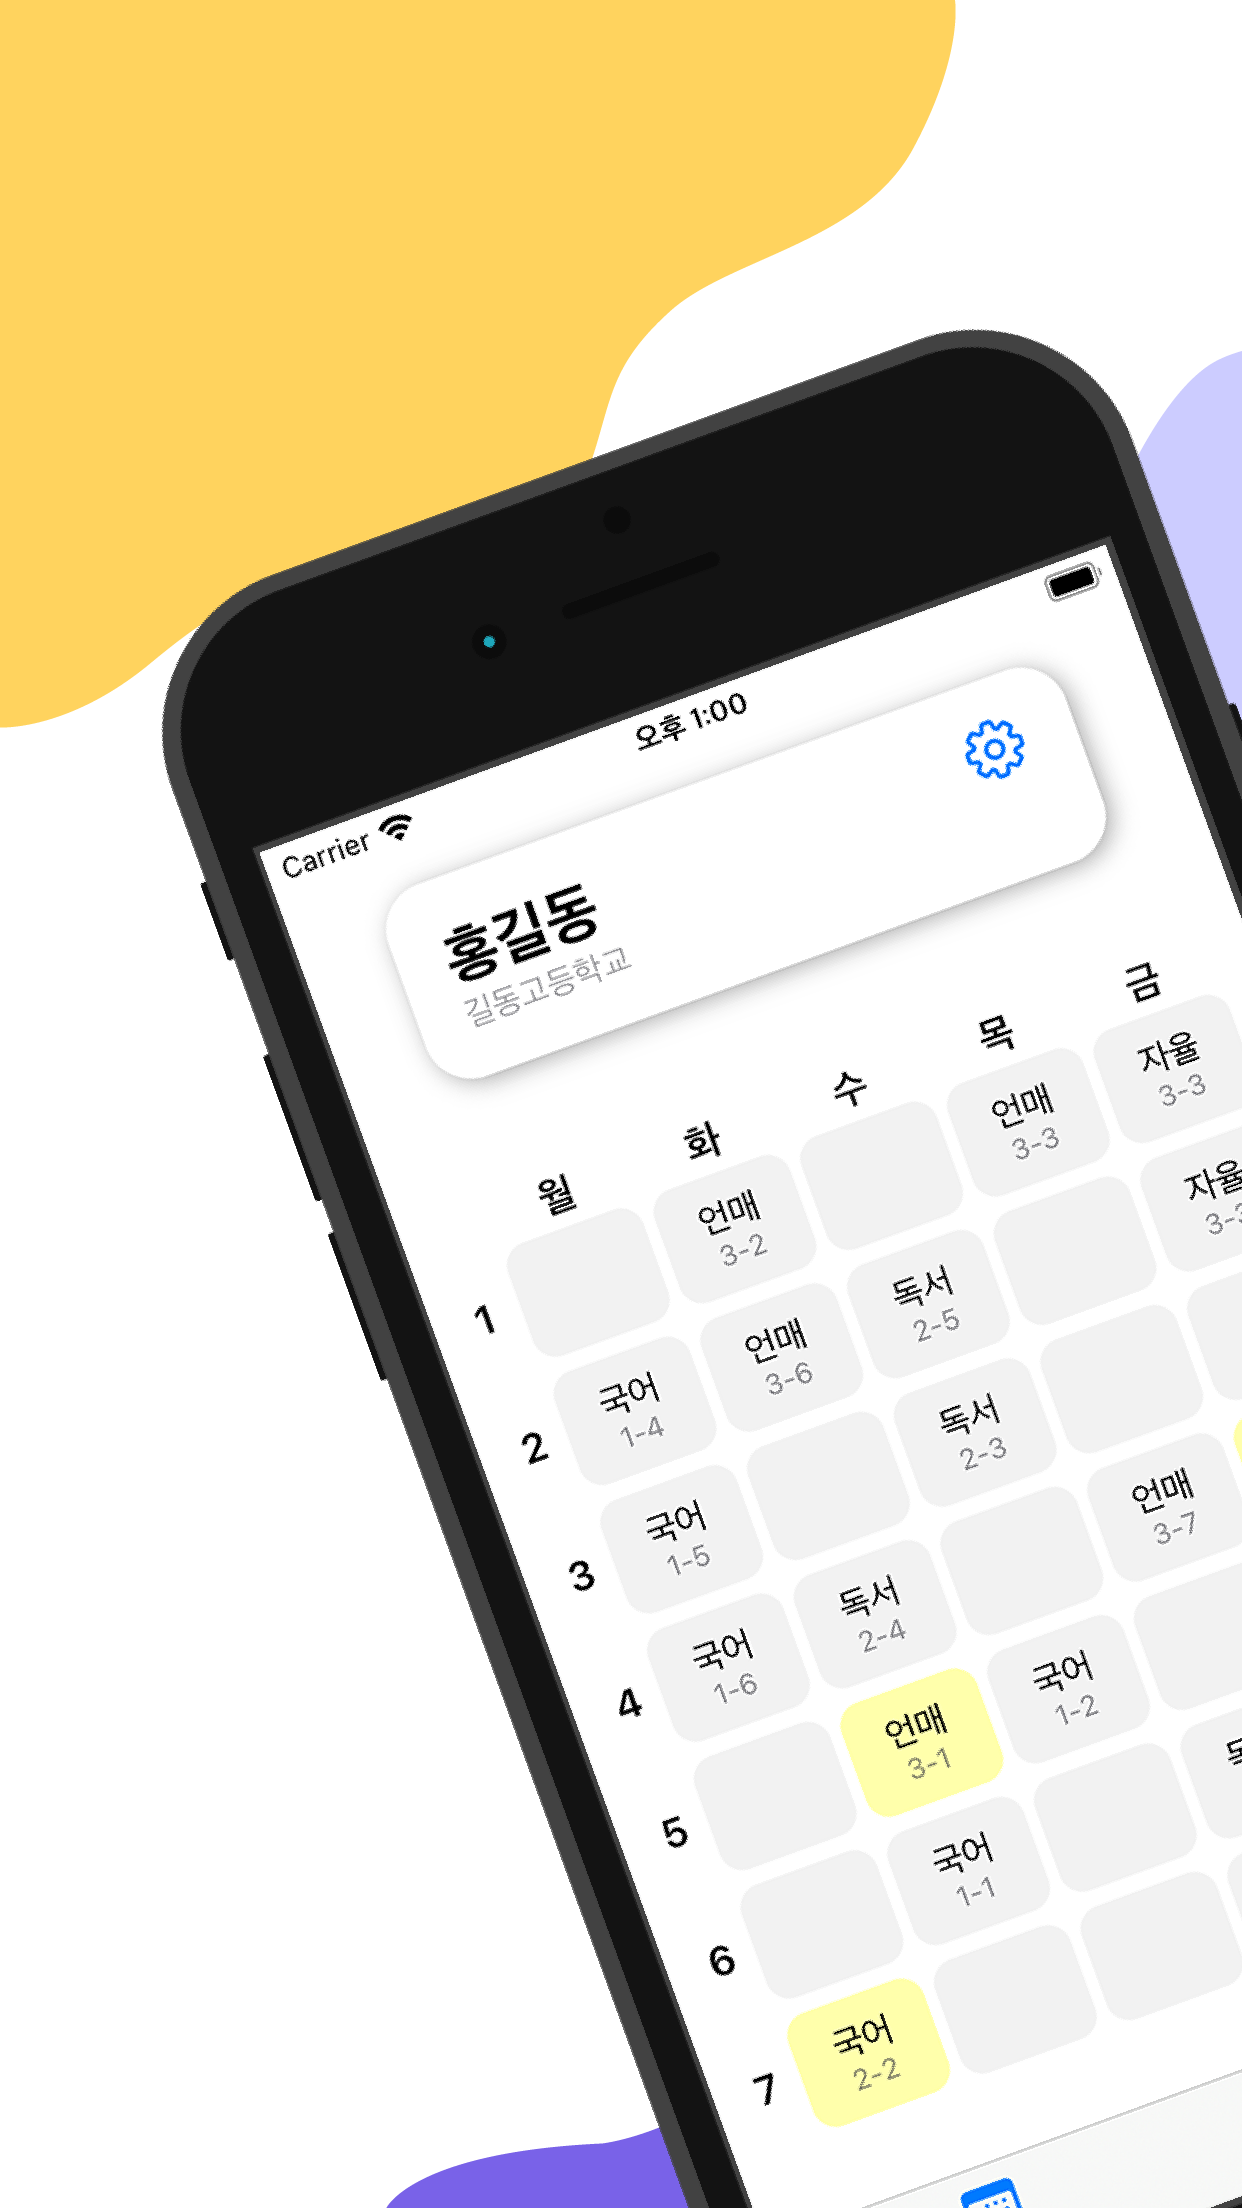 Carrier 오후 1:00
홍길동
길동고등학교
월 화 수 목 금
1 언매 언매 자율
3-2 3-3 3-3
2 국어 언매 독서 자율
1-4 3-6 2-5
3 국어 독서
1-5 2-3
4 국어 독서 언매
1-6 2-4 3-7
5 언매 국어
3-1 1-2
6 국어
1-1
7 국어
2-2